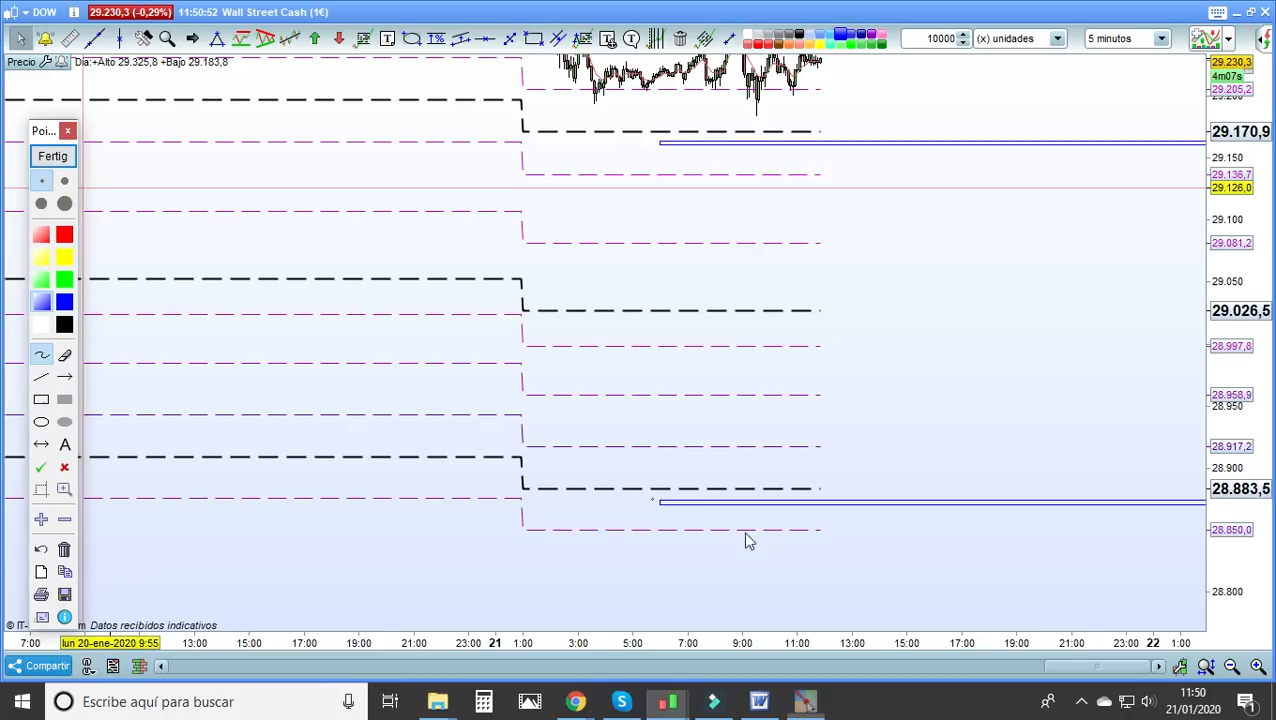 DOW 29.230,3 (-0,29%) 11:50:52 Wall Street Cash (1€)
10000 (x) unidades 5 minutos
Precio Día:+Alto 29.325,8 +Bajo 29.183,8
29.230,3
4m07s
29.205,2
29.170,9
29.150
29.136,7
29.126,0
29.100
29.081,2
29.050
29.026,5
28.997,8
28.958,9
28.950
28.917,2
28.900
28.883,5
28.850,0
28.800
Poi...
Fertig
A
© IT- m Datos recibidos indicativos
7:00 lun 20-ene-2020 9:55 13:00 15:00 17:00 19:00 21:00 23:00 21 1:00 3:00 5:00 7:00 9:00 11:00 13:00 15:00 17:00 19:00 21:00 23:00 22 1:00
Compartir
Escribe aquí para buscar
11:50
21/01/2020
1